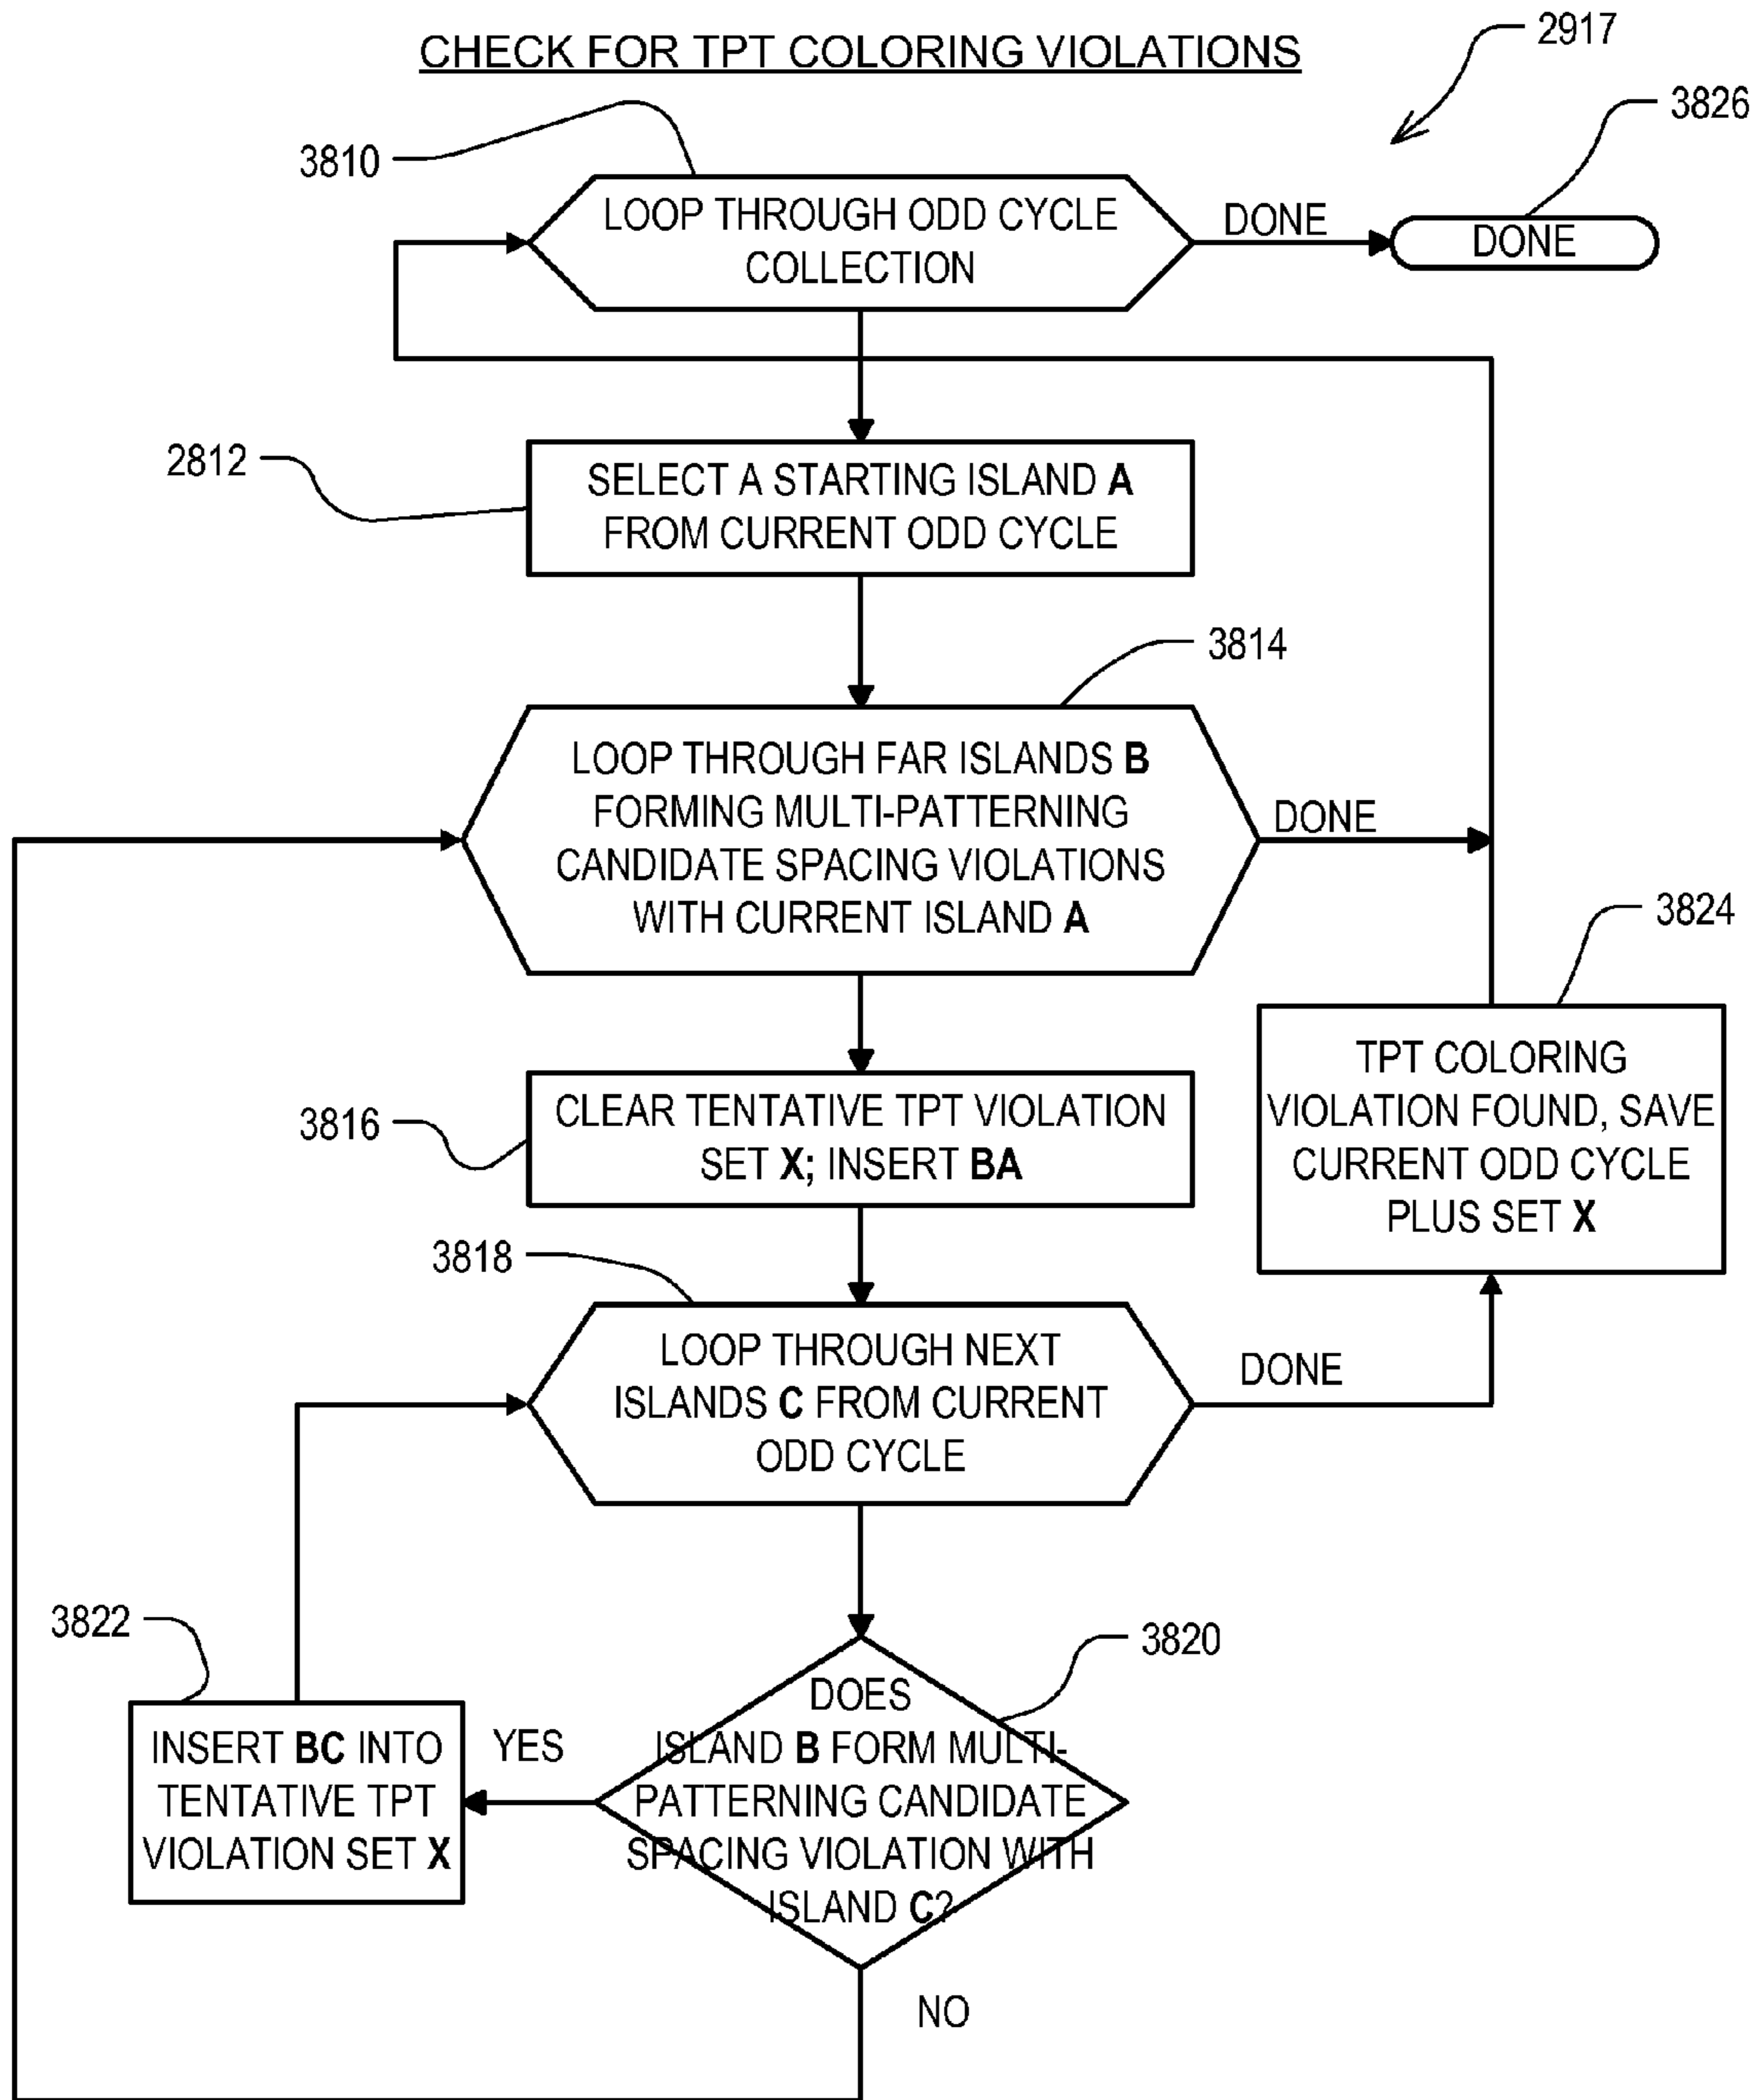 CHECK FOR TPT COLORING VIOLATIONS
2917
3826
3810
LOOP THROUGH ODD CYCLE
COLLECTION
DONE
DONE
2812
SELECT A STARTING ISLAND A
FROM CURRENT ODD CYCLE
3814
LOOP THROUGH FAR ISLANDS B
FORMING MULTI-PATTERNING
CANDIDATE SPACING VIOLATIONS
WITH CURRENT ISLAND A
DONE
3824
TPT COLORING
VIOLATION FOUND, SAVE
CURRENT ODD CYCLE
PLUS SET X
3816
CLEAR TENTATIVE TPT VIOLATION
SET X; INSERT BA
3818
LOOP THROUGH NEXT
ISLANDS C FROM CURRENT
ODD CYCLE
DONE
3822
INSERT BC INTO
TENTATIVE TPT
VIOLATION SET X
YES
3820
DOES
ISLAND B FORM MULTI-
PATTERNING CANDIDATE
SPACING VIOLATION WITH
ISLAND C?
NO